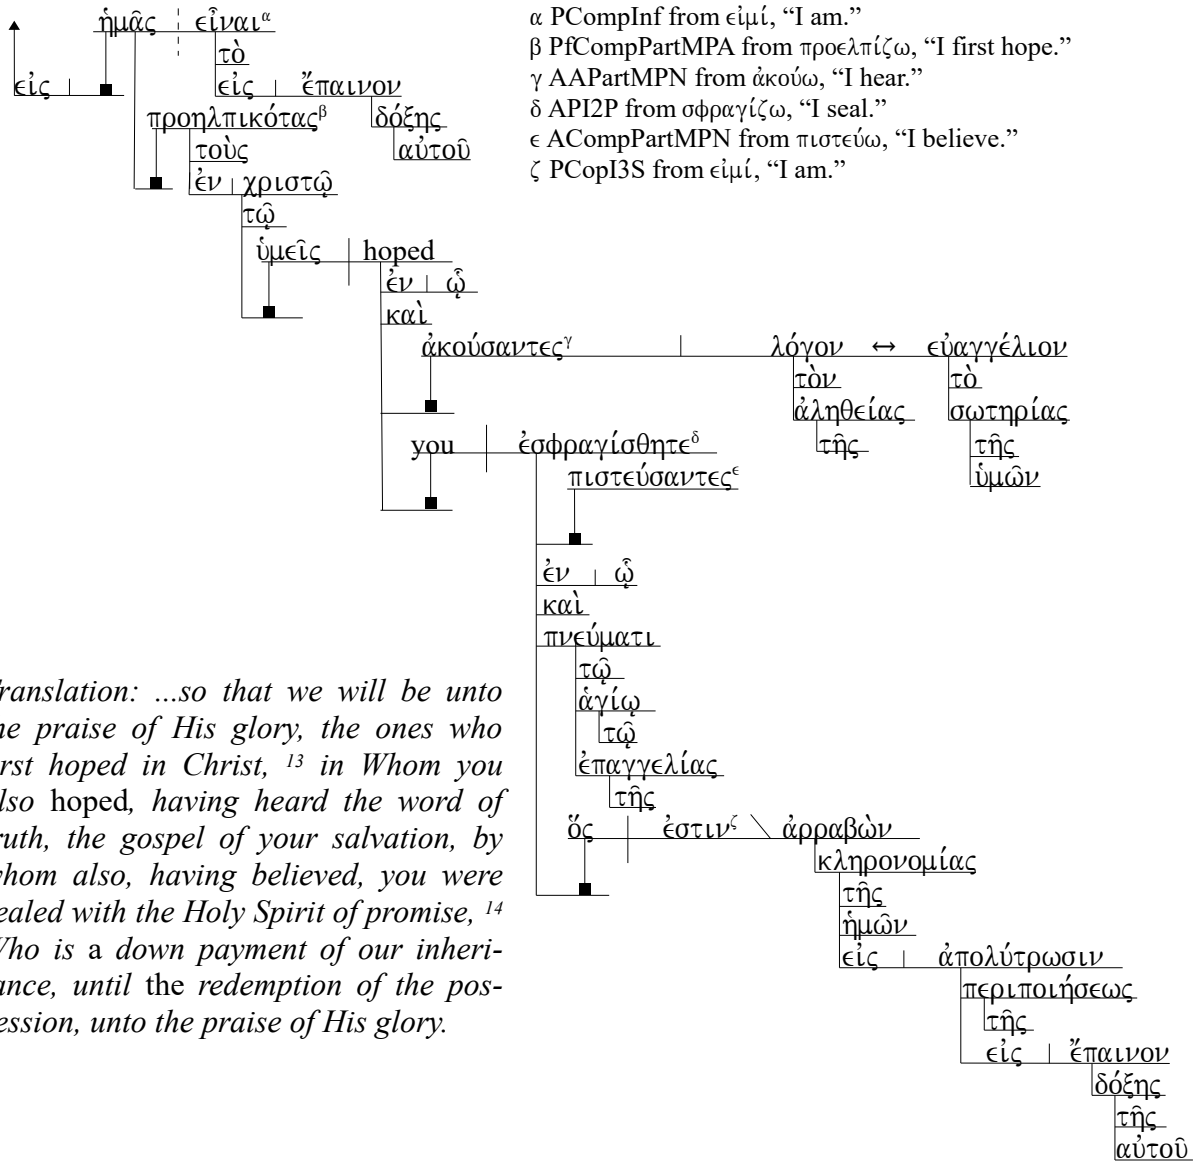 ἡμᾶς εἶναιᵅ
τὸ
εἰς εἰς ἔπαινον
προηλπικόταςᵝ δόξης
τοὺς αὐτοῦ
ἐν χριστῷ
τῷ
ὑμεῖς hoped
ἐν ᾧ
καὶ
ἀκούσαντεςᵞ λόγον ↔ εὐαγγέλιον
τὸν τὸ
ἀληθείας σωτηρίας
you ἐσφραγίσθητεᵟ τῆς τῆς
πιστεύσαντεςᵋ ὑμῶν
ἐν ᾧ
καὶ
πνεύματι
τῷ
ἁγίῳ
τῷ
ἐπαγγελίας
τῆς
ὅς ἐστινζ ἀρραβὼν
κληρονομίας
τῆς
ἡμῶν
εἰς ἀπολύτρωσιν
περιποιήσεως
τῆς
εἰς ἔπαινον
δόξης
τῆς
αὐτοῦ
α PCompInf from εἰμί, “I am.”
β PfCompPartMPA from προελπίζω, “I first hope.”
γ AAPartMPN from ἀκούω, “I hear.”
δ API2P from σφραγίζω, “I seal.”
ϵ ACompPartMPN from πιστεύω, “I believe.”
ζ PCopI3S from εἰμί, “I am.”
ranslation: ...so that we will be unto
he praise of His glory, the ones who
irst hoped in Christ, ¹³ in Whom you
lso hoped, having heard the word of
ruth, the gospel of your salvation, by
hom also, having believed, you were
ealed with the Holy Spirit of promise, ¹⁴
Who is a down payment of our inheri-
ance, until the redemption of the pos-
ession, unto the praise of His glory.